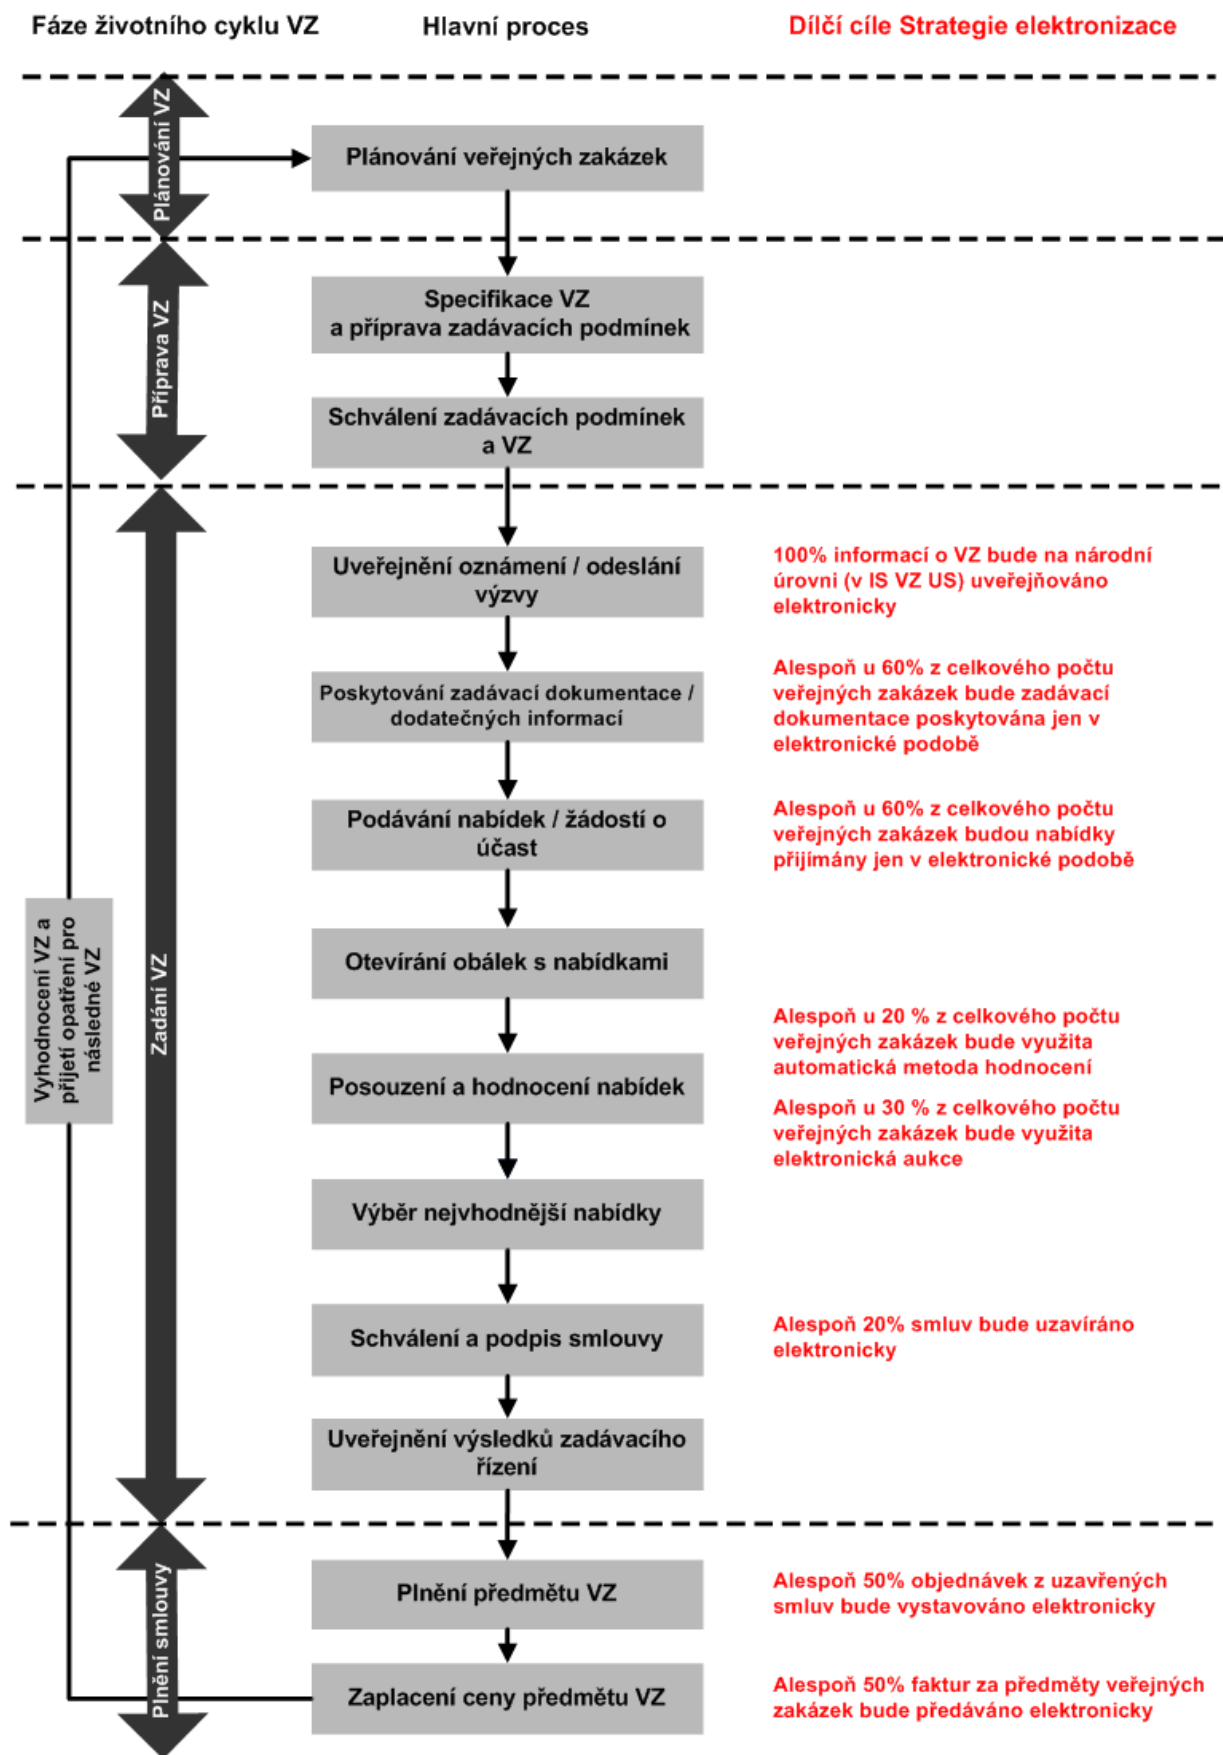 Fáze životního cyklu VZ
Hlavní proces
Dílčí cíle Strategie elektronizace
Plánování VZ
Plánování veřejných zakázek
Příprava VZ
Specifikace VZ
a příprava zadávacích podmínek
Schválení zadávacích podmínek
a VZ
Zadání VZ
Uveřejnění oznámení / odeslání
výzvy
100% informací o VZ bude na národní
úrovni (v IS VZ US) uveřejňováno
elektronicky
Poskytování zadávací dokumentace /
dodatečných informací
Alespoň u 60% z celkového počtu
veřejných zakázek bude zadávací
dokumentace poskytována jen v
elektronické podobě
Podávání nabídek / žádostí o
účast
Alespoň u 60% z celkového počtu
veřejných zakázek budou nabídky
přijímány jen v elektronické podobě
Vyhodnocení VZ a
přijetí opatření pro
následné VZ
Otevírání obálek s nabídkami
Posouzení a hodnocení nabídek
Alespoň u 20 % z celkového počtu
veřejných zakázek bude využita
automatická metoda hodnocení
Alespoň u 30 % z celkového počtu
veřejných zakázek bude využita
elektronická aukce
Výběr nejvhodnější nabídky
Schválení a podpis smlouvy
Alespoň 20% smluv bude uzavíráno
elektronicky
Uveřejnění výsledků zadávacího
řízení
Plnění smlouvy
Plnění předmětu VZ
Alespoň 50% objednávek z uzavřených
smluv bude vystavováno elektronicky
Zaplacení ceny předmětu VZ
Alespoň 50% faktur za předměty veřejných
zakázek bude předáváno elektronicky